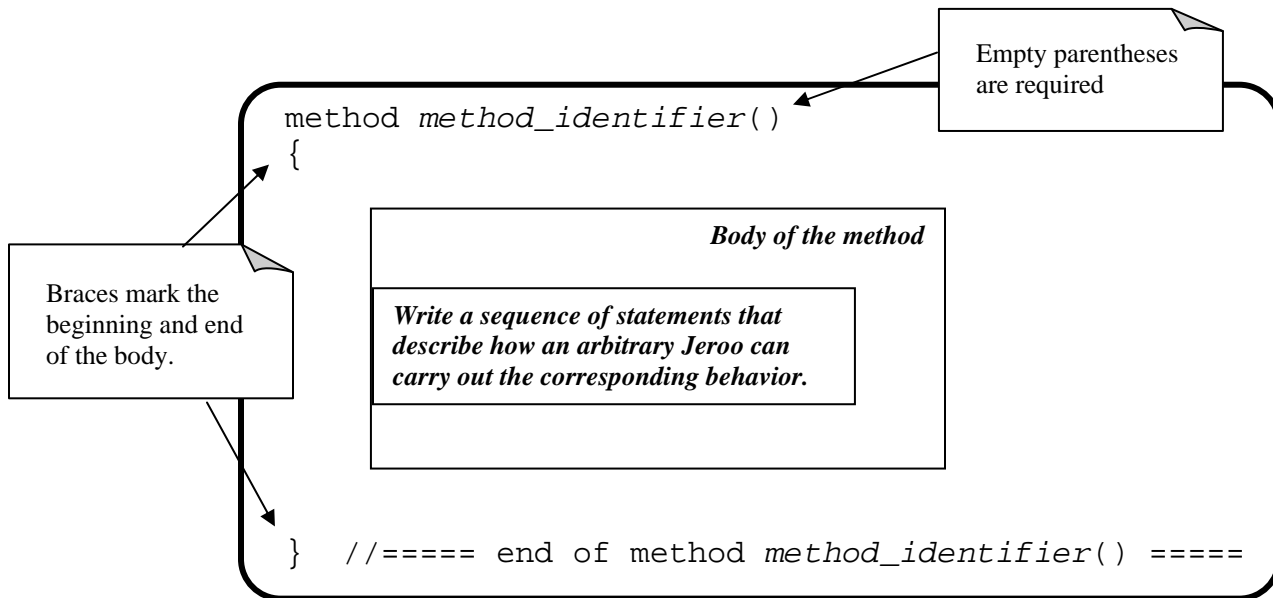 Empty parentheses
are required
method method_identifier()
{
Body of the method
Braces mark the
beginning and end
of the body.
Write a sequence of statements that
describe how an arbitrary Jeroo can
carry out the corresponding behavior.
} //===== end of method method_identifier() =====